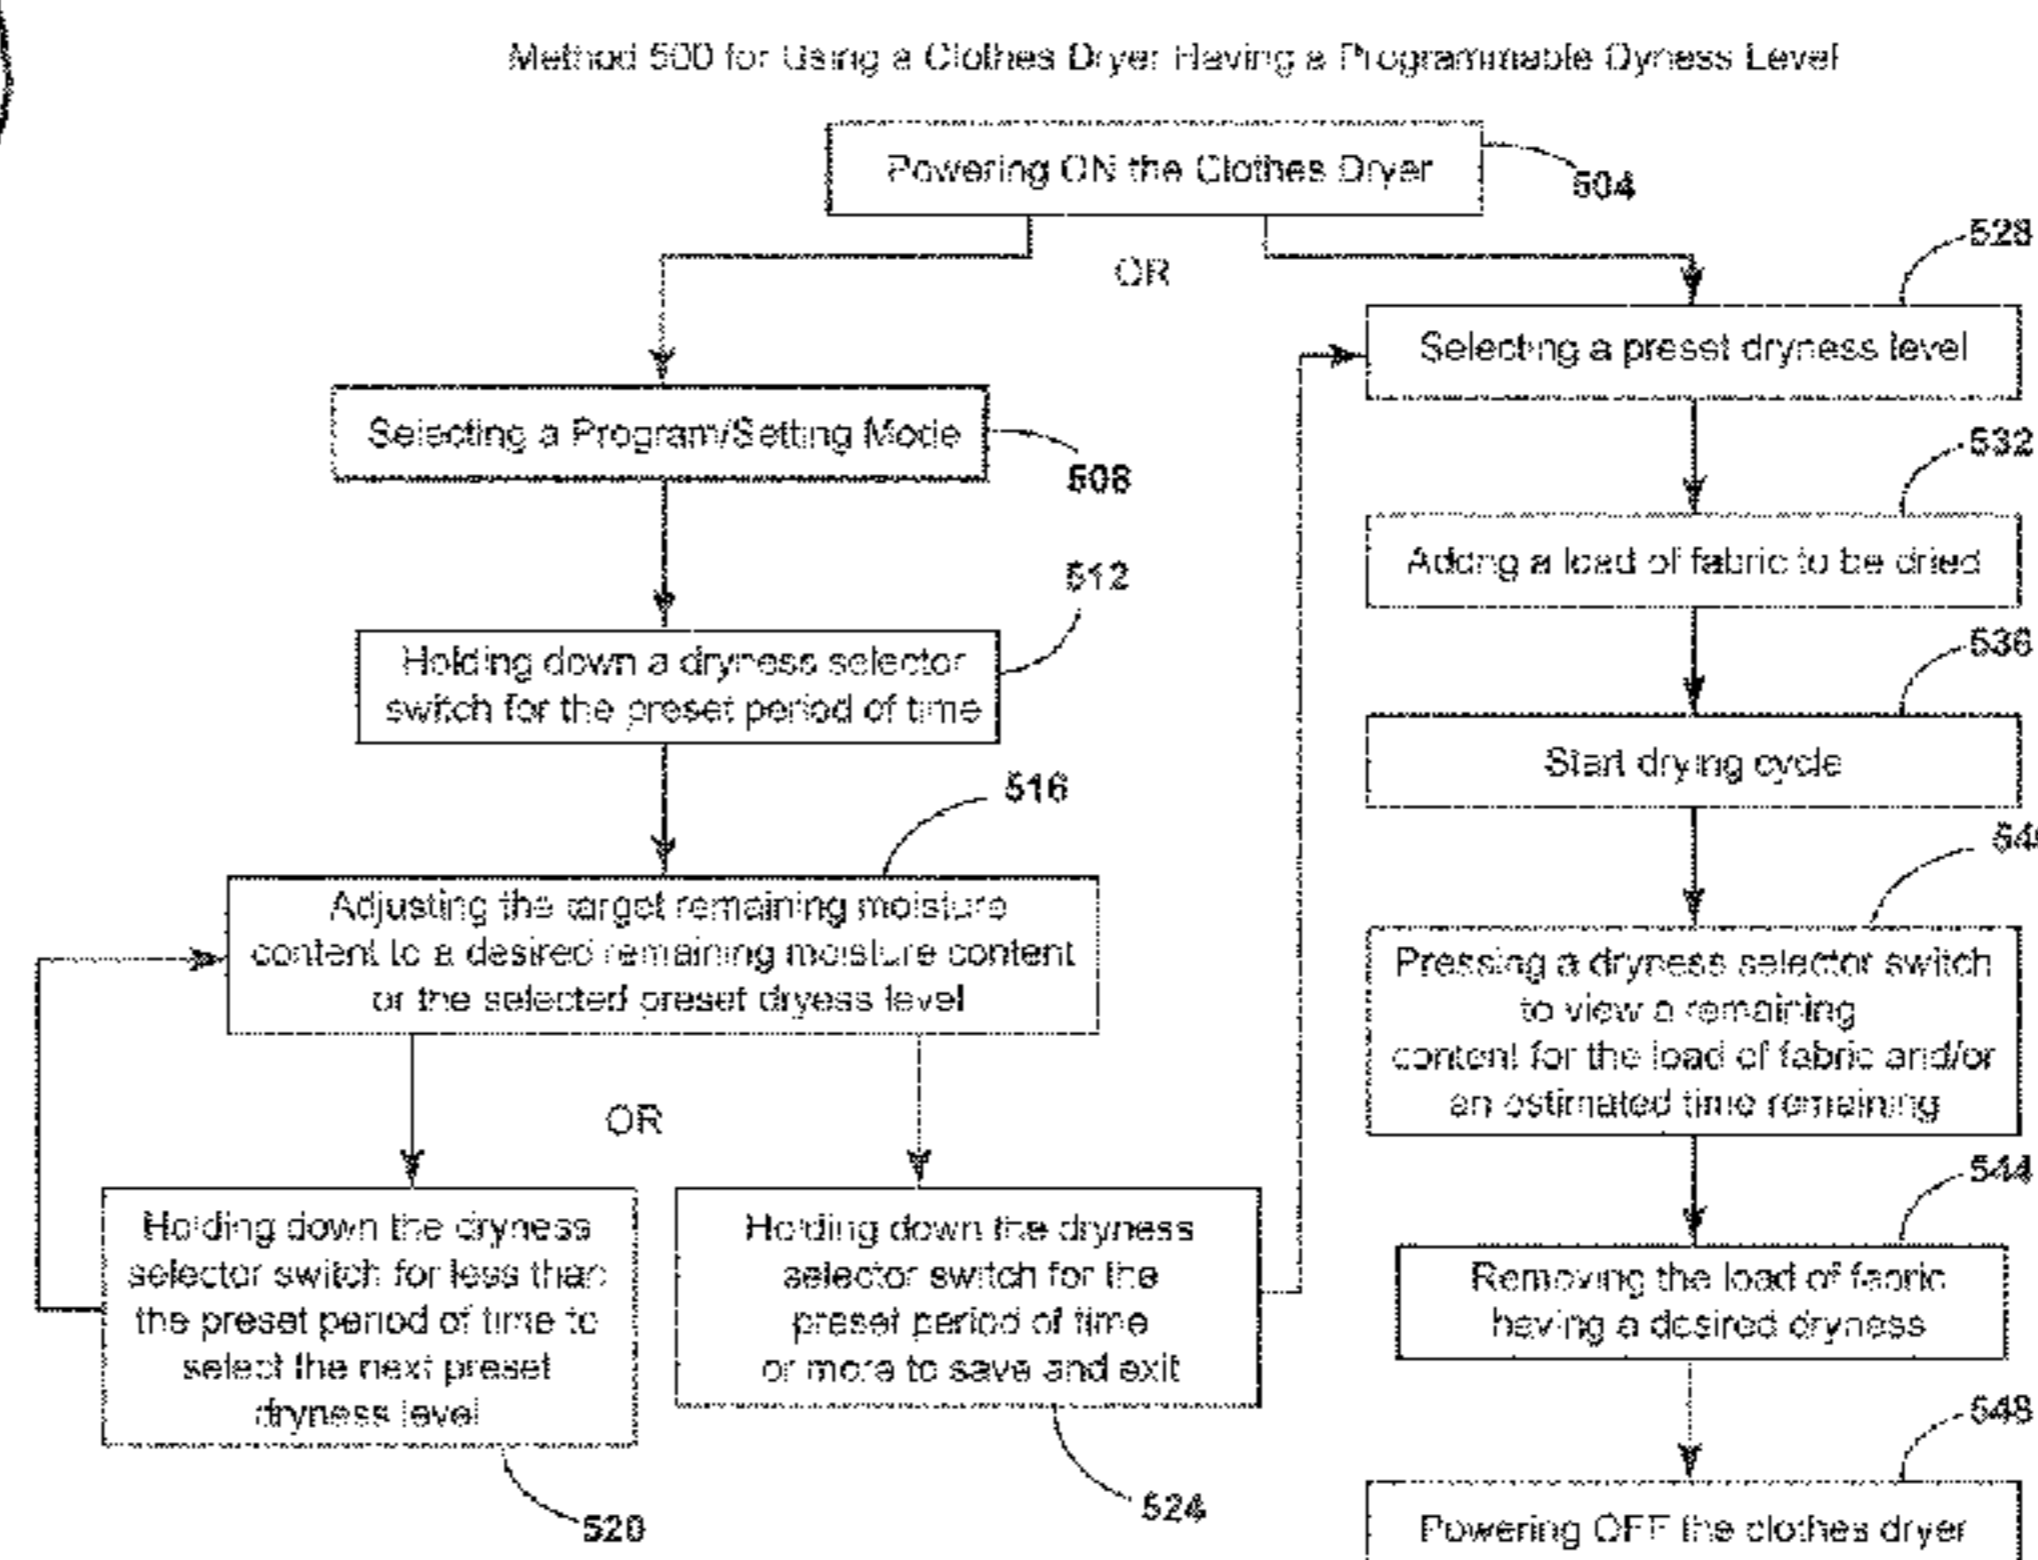 Method 500 for Using a Clothes Dryer Having a Programmable Dyness Level
Powering ON the Clothes Dryer
504
OR
528
Selecting a preset dryness level
Selecting a Program/Setting Mode
508
532
Adding a load of fabric to be dried
512
Holding down a dryness selector
switch for the preset period of time
536
Start drying cycle
516
Adjusting the target remaining moisture
content to a desired remaining moisture content
or the selected preset dryess level
Pressing a dryness selector switch
to view a remaining
content for the load of fabric and/or
an estimated time remaining
OR
544
Holding down the dryness
selector switch for less than
the preset period of time to
select the next preset
dryness level
520
Holding down the dryness
selector switch for the
preset period of time
or more to save and exit
524
Removing the load of fabric
having a desired dryness
548
Powering OFF the clothes dryer